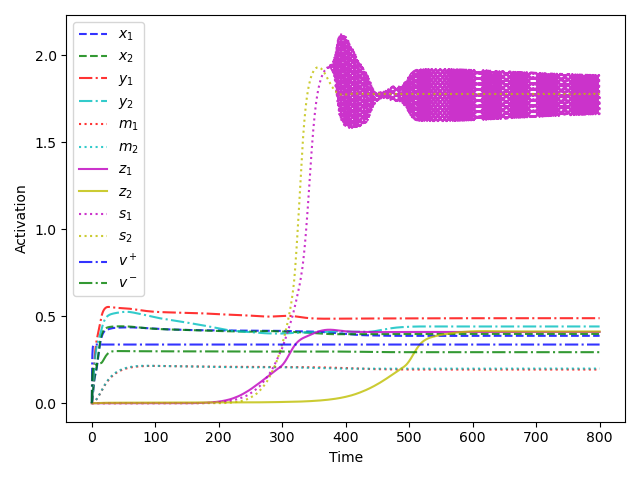 2.0
1.5
1.0
0.5
0.0
Activation
x₁
x₂
y₁
y₂
m₁
m₂
z₁
z₂
s₁
s₂
v⁺
v⁻
0 100 200 300 400 500 600 700 800
Time